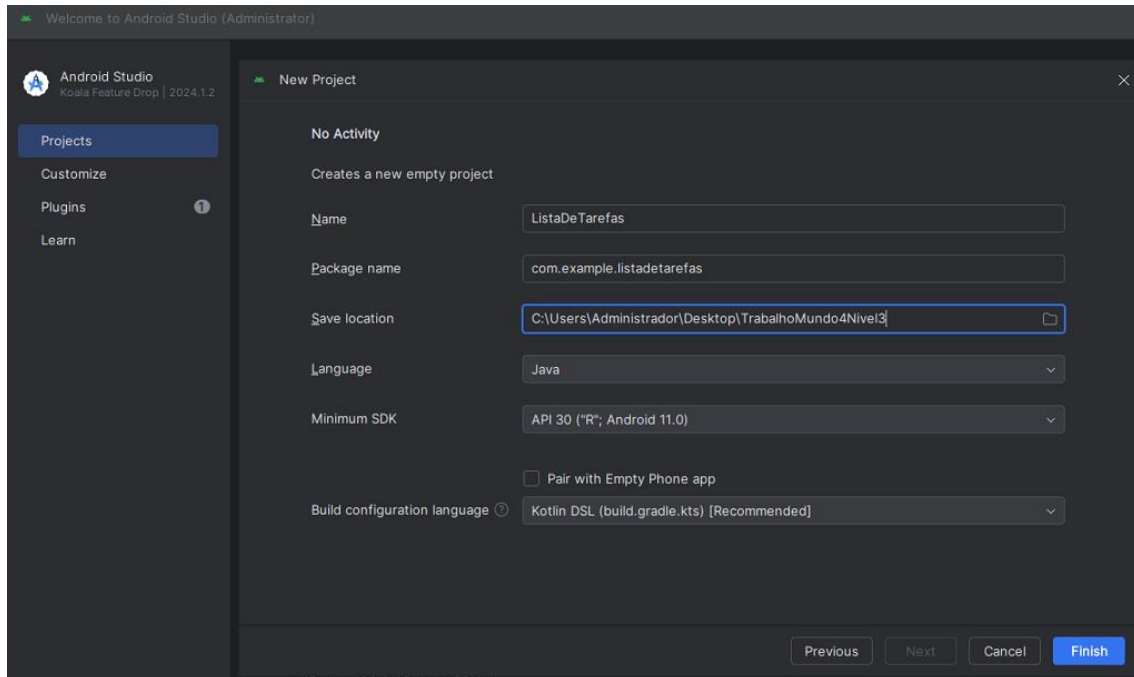 Welcome to Android Studio (Administrator)
Android Studio
Koala Feature Drop | 2024.1.2
Projects
Customize
Plugins 1
Learn
New Project
No Activity
Creates a new empty project
Name ListaDeTarefas
Package name com.example.listadetarefas
Save location C:\Users\Administrador\Desktop\TrabalhoMundo4Nivel3
Language Java
Minimum SDK API 30 ("R"; Android 11.0)
Pair with Empty Phone app
Build configuration language ? Kotlin DSL (build.gradle.kts) [Recommended]
Previous Next Cancel Finish